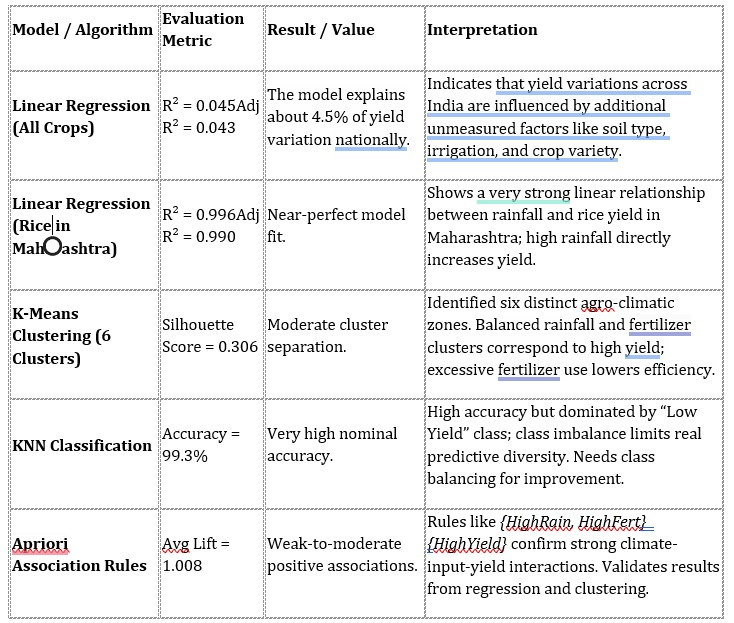 Model / Algorithm
Evaluation
Metric
Result / Value
Interpretation
Linear Regression
(All Crops)
R² = 0.045Adj
R² = 0.043
The model explains
about 4.5% of yield
variation nationally.
Indicates that yield variations across
India are influenced by additional
unmeasured factors like soil type,
irrigation, and crop variety.
Linear Regression
(Rice in
Mah ashtra)
R² = 0.996Adj
R² = 0.990
Near-perfect model
fit.
Shows a very strong linear relationship
between rainfall and rice yield in
Maharashtra; high rainfall directly
increases yield.
K-Means
Clustering (6
Clusters)
Silhouette
Score = 0.306
Moderate cluster
separation.
Identified six distinct agro-climatic
zones. Balanced rainfall and fertilizer
clusters correspond to high yield;
excessive fertilizer use lowers efficiency.
KNN Classification
Accuracy =
99.3%
Very high nominal
accuracy.
High accuracy but dominated by “Low
Yield” class; class imbalance limits real
predictive diversity. Needs class
balancing for improvement.
Apriori
Association Rules
Avg Lift =
1.008
Weak-to-moderate
positive associations.
Rules like {HighRain, HighFert}
{HighYield} confirm strong climate-
input-yield interactions. Validates results
from regression and clustering.